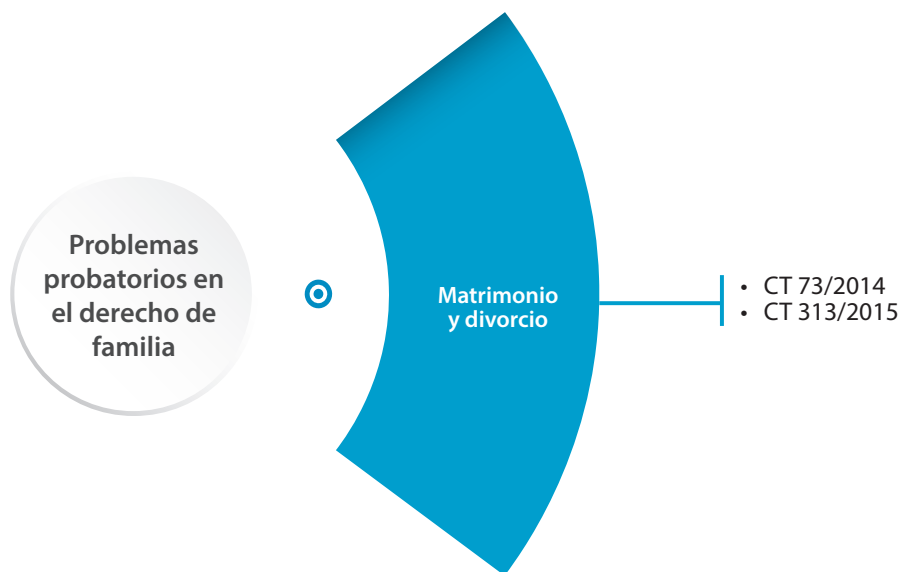 Problemas
probatorios en
el derecho de
familia
Matrimonio
y divorcio
• CT 73/2014
• CT 313/2015